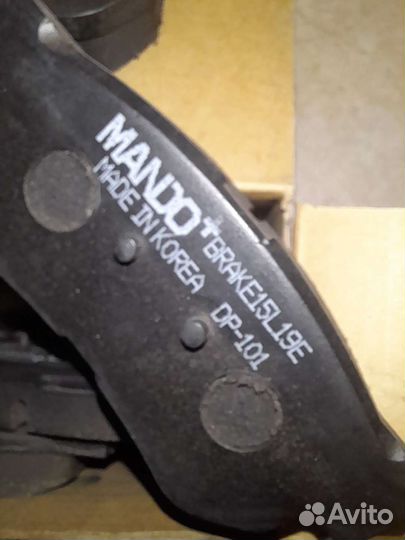 MANDO+
BRAKE15L19E
MADE IN KOREA
DP-101
Avito